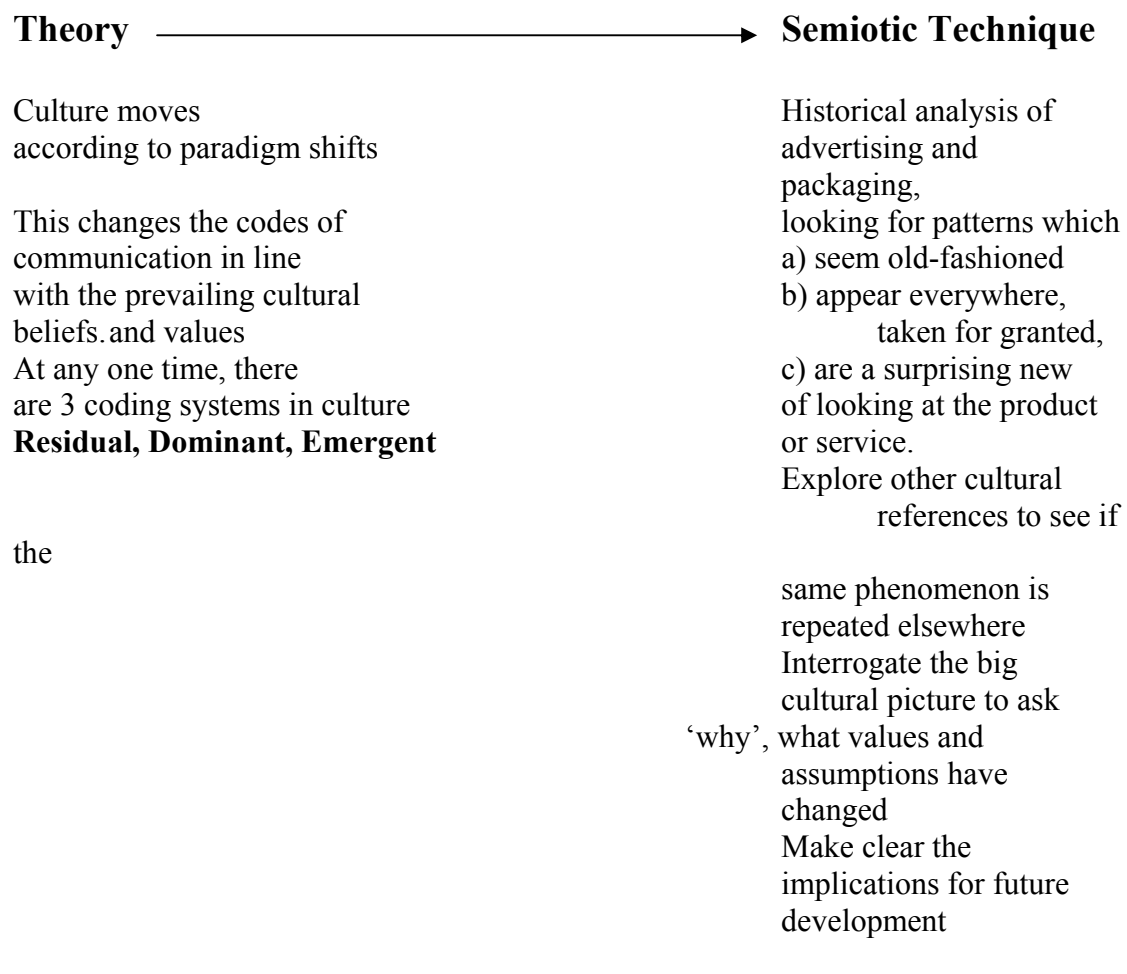 Theory
Semiotic Technique
Culture moves
according to paradigm shifts
This changes the codes of
communication in line
with the prevailing cultural
beliefs.and values
At any one time, there
are 3 coding systems in culture
Residual, Dominant, Emergent
Historical analysis of
advertising and
packaging,
looking for patterns which
a) seem old-fashioned
b) appear everywhere,
taken for granted,
c) are a surprising new
of looking at the product
or service.
Explore other cultural
references to see if
the
same phenomenon is
repeated elsewhere
Interrogate the big
cultural picture to ask
‘why’, what values and
assumptions have
changed
Make clear the
implications for future
development